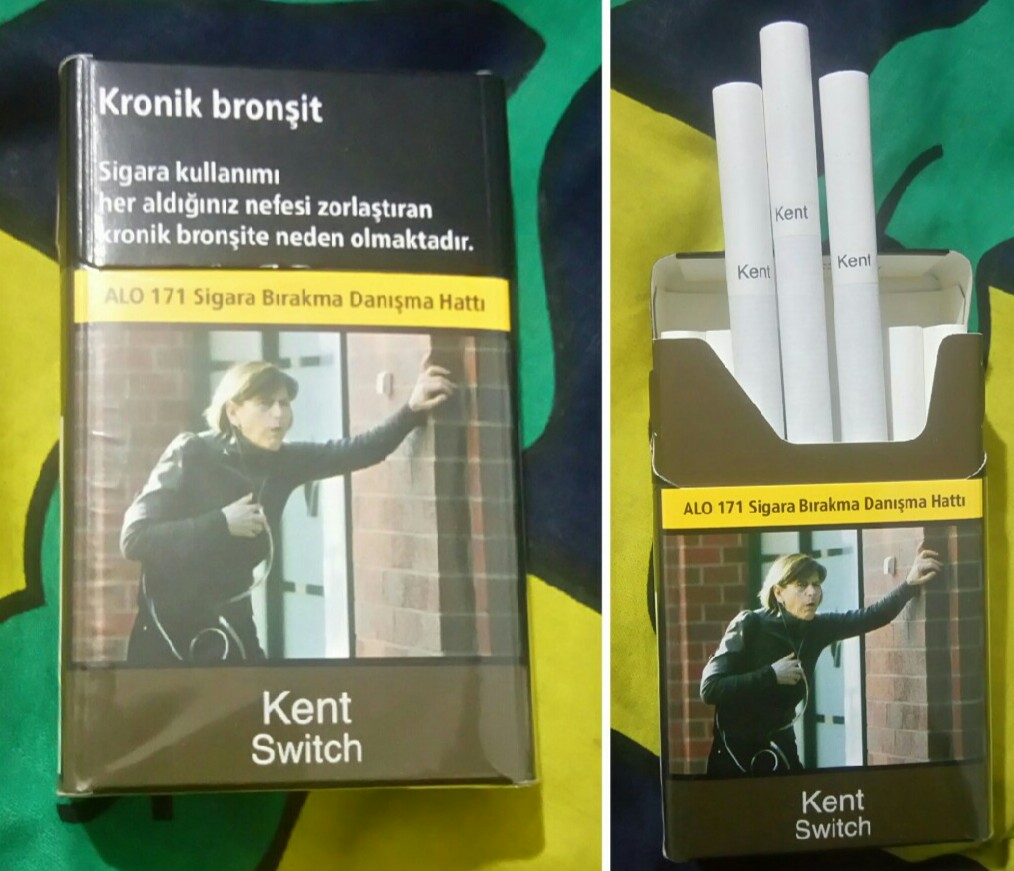 Kronik bronşit
Sigara kullanımı
her aldığınız nefesi zorlaştıran
kronik bronşite neden olmaktadır.
ALO 171 Sigara Bırakma Danışma Hattı
Kent
Switch
Kent
Kent
Kent
ALO 171 Sigara Bırakma Danışma Hattı
Kent
Switch